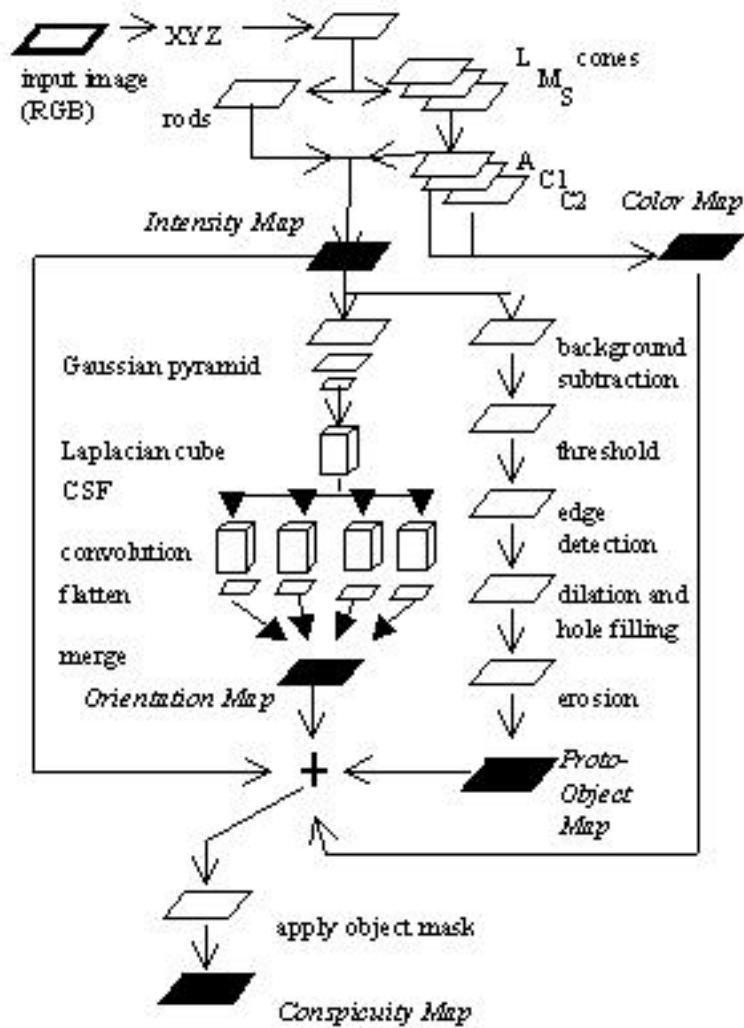 XYZ
input image
(RGB)
L
M
S
cones
rods
A
C1
C2
Color Map
Intensity Map
Gaussian pyramid
background
subtraction
Laplacian cube
CSF
threshold
convolution
edge
detection
flatten
dilation and
hole filling
merge
Orientation Map
erosion
+
Proto-
Object
Map
apply object mask
Conspicuity Map